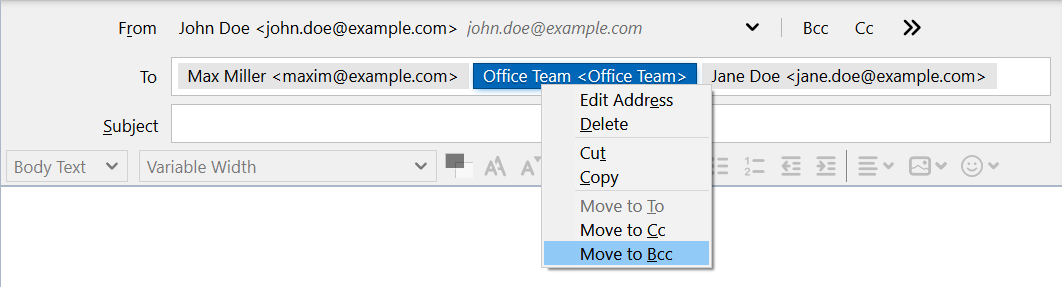 From John Doe <john.doe@example.com> john.doe@example.com Bcc Cc
To Max Miller <maxim@example.com> Office Team <Office Team> Jane Doe <jane.doe@example.com>
Edit Address
Subject
Delete
Cut
Body Text Variable Width
Copy
Move to To
Move to Cc
Move to Bcc